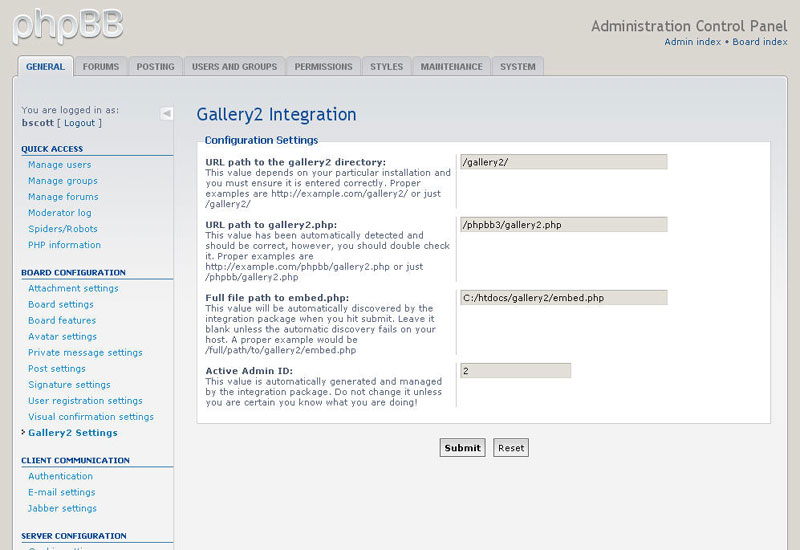 phpBB
Administration Control Panel
Admin index • Board index
GENERAL
FORUMS
POSTING
USERS AND GROUPS
PERMISSIONS
STYLES
MAINTENANCE
SYSTEM
You are logged in as:
bscott [ Logout ]
QUICK ACCESS
Manage users
Manage groups
Manage forums
Moderator log
Spiders/Robots
PHP information
BOARD CONFIGURATION
Attachment settings
Board settings
Board features
Avatar settings
Private message settings
Post settings
Signature settings
User registration settings
Visual confirmation settings
Gallery2 Settings
CLIENT COMMUNICATION
Authentication
E-mail settings
Jabber settings
SERVER CONFIGURATION
Gallery2 Integration
Configuration Settings
URL path to the gallery2 directory:
This value depends on your particular installation and
you must ensure it is entered correctly. Proper
examples are http://example.com/gallery2/ or just
/gallery2/
/gallery2/
URL path to gallery2.php:
This value has been automatically detected and
should be correct, however, you should double check
it. Proper examples are
http://example.com/phpbb/gallery2.php or just
/phpbb/gallery2.php
/phpbb3/gallery2.php
Full file path to embed.php:
This value will be automatically discovered by the
integration package when you hit submit. Leave it
blank unless the automatic discovery fails on your
host. A proper example would be
/full/path/to/gallery2/embed.php
C:/htdocs/gallery2/embed.php
Active Admin ID:
This value is automatically generated and managed
by the integration package. Do not change it unless
you are certain you know what you are doing!
2
Submit
Reset